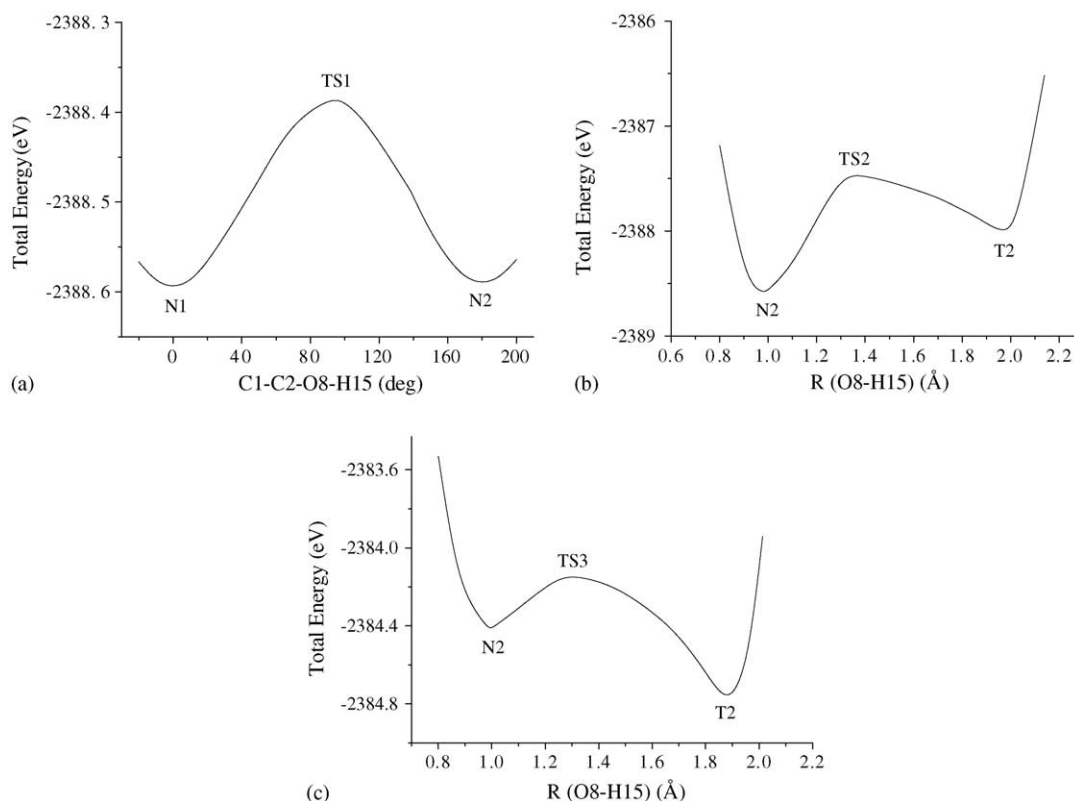 -2388.3
-2388.4
-2388.5
-2388.6
Total Energy (eV)
TS1
N1
N2
0 40 80 120 160 200
C1-C2-O8-H15 (deg)
(a)
-2386
-2387
-2388
-2389
Total Energy (eV)
TS2
N2
T2
0.6 0.8 1.0 1.2 1.4 1.6 1.8 2.0 2.2
R (O8-H15) (Å)
(b)
-2383.6
-2384.0
-2384.4
-2384.8
Total Energy (eV)
TS3
N2
T2
0.8 1.0 1.2 1.4 1.6 1.8 2.0 2.2
R (O8-H15) (Å)
(c)